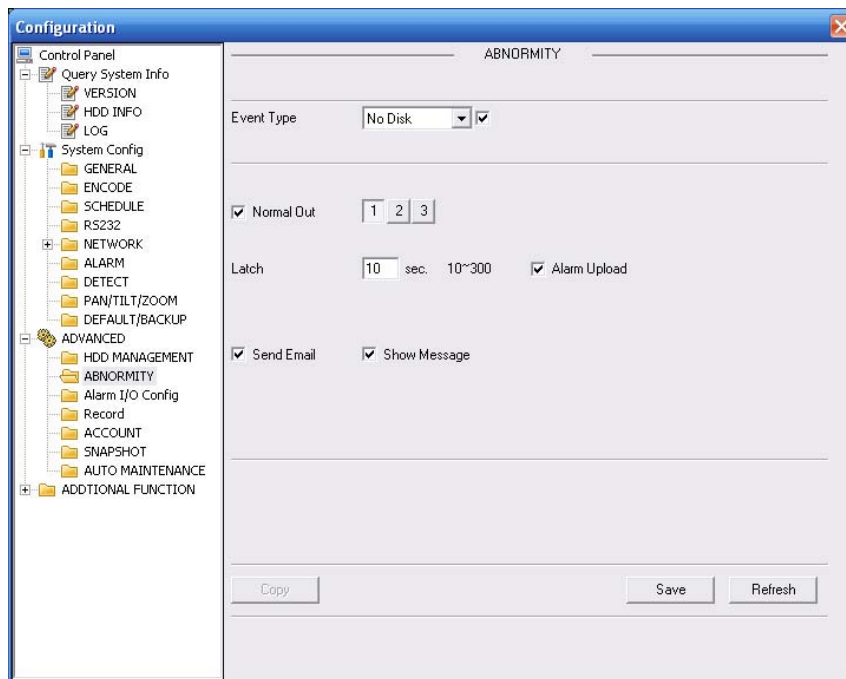 Configuration
Control Panel
Query System Info
VERSION
HDD INFO
LOG
System Config
GENERAL
ENCODE
SCHEDULE
RS232
NETWORK
ALARM
DETECT
PAN/TILT/ZOOM
DEFAULT/BACKUP
ADVANCED
HDD MANAGEMENT
ABNORMITY
Alarm I/O Config
Record
ACCOUNT
SNAPSHOT
AUTO MAINTENANCE
ADDTIONAL FUNCTION
ABNORMITY
Event Type No Disk
Normal Out 1 2 3
Latch 10 sec. 10~300 Alarm Upload
Send Email Show Message
Copy Save Refresh